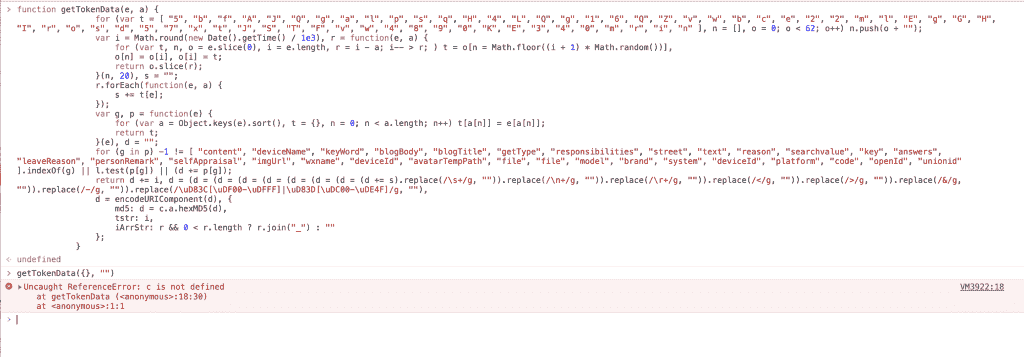 > function getTokenData(e, a) {
for (var t = [ "5", "b", "f", "A", "J", "Q", "g", "a", "l", "p", "s", "q", "H", "4", "L", "Q", "g", "1", "6", "Q", "Z", "v", "w", "b", "c", "e", "2", "2", "m", "l", "E", "g", "G", "H",
"I", "r", "o", "s", "d", "5", "7", "x", "t", "J", "S", "T", "F", "v", "w", "4", "8", "9", "0", "K", "E", "3", "4", "0", "m", "r", "i", "n" ], n = [], o = 0; o < 62; o++) n.push(o + "");
var i = Math.round(new Date().getTime() / 1e3), r = function(e, a) {
for (var t, n, o = e.slice(0), i = e.length, r = i - a; i-- > r; ) t = o[n = Math.floor((i + 1) * Math.random())],
o[n] = o[i], o[i] = t;
return o.slice(r);
}(n, 20), s = "";
r.forEach(function(e, a) {
s += t[e];
});
var g, p = function(e) {
for (var a = Object.keys(e).sort(), t = {}, n = 0; n < a.length; n++) t[a[n]] = e[a[n]];
return t;
}(e), d = "";
for (g in p) -1 != [ "content", "deviceName", "keyWord", "blogBody", "blogTitle", "getType", "responsibilities", "street", "text", "reason", "searchvalue", "key", "answers",
"leaveReason", "personRemark", "selfAppraisal", "imgUrl", "wxname", "deviceId", "avatarTempPath", "file", "file", "model", "brand", "system", "deviceId", "platform", "code", "openId", "unionid"
].indexOf(g) || l.test(p[g]) || (d += p[g]);
return d += i, d = (d = (d = (d = (d = (d = (d = (d = (d += s).replace(/\s+/g, "")).replace(/\n+/g, "")).replace(/\r+/g, "")).replace(/</g, "")).replace(/>/g, "")).replace(/&/g,
"")).replace(/-/g, "")).replace(/\uD83C[\uDF00-\uDFFF]|\uD83D[\uDC00-\uDE4F]/g, ""),
d = encodeURIComponent(d), {
md5: d = c.a.hexMD5(d),
tstr: i,
iArrStr: r && 0 < r.length ? r.join("_") : ""
};
}
< undefined
> getTokenData({}, "")
Uncaught ReferenceError: c is not defined VM3922:18
at getTokenData (<anonymous>:18:30)
at <anonymous>:1:1
>